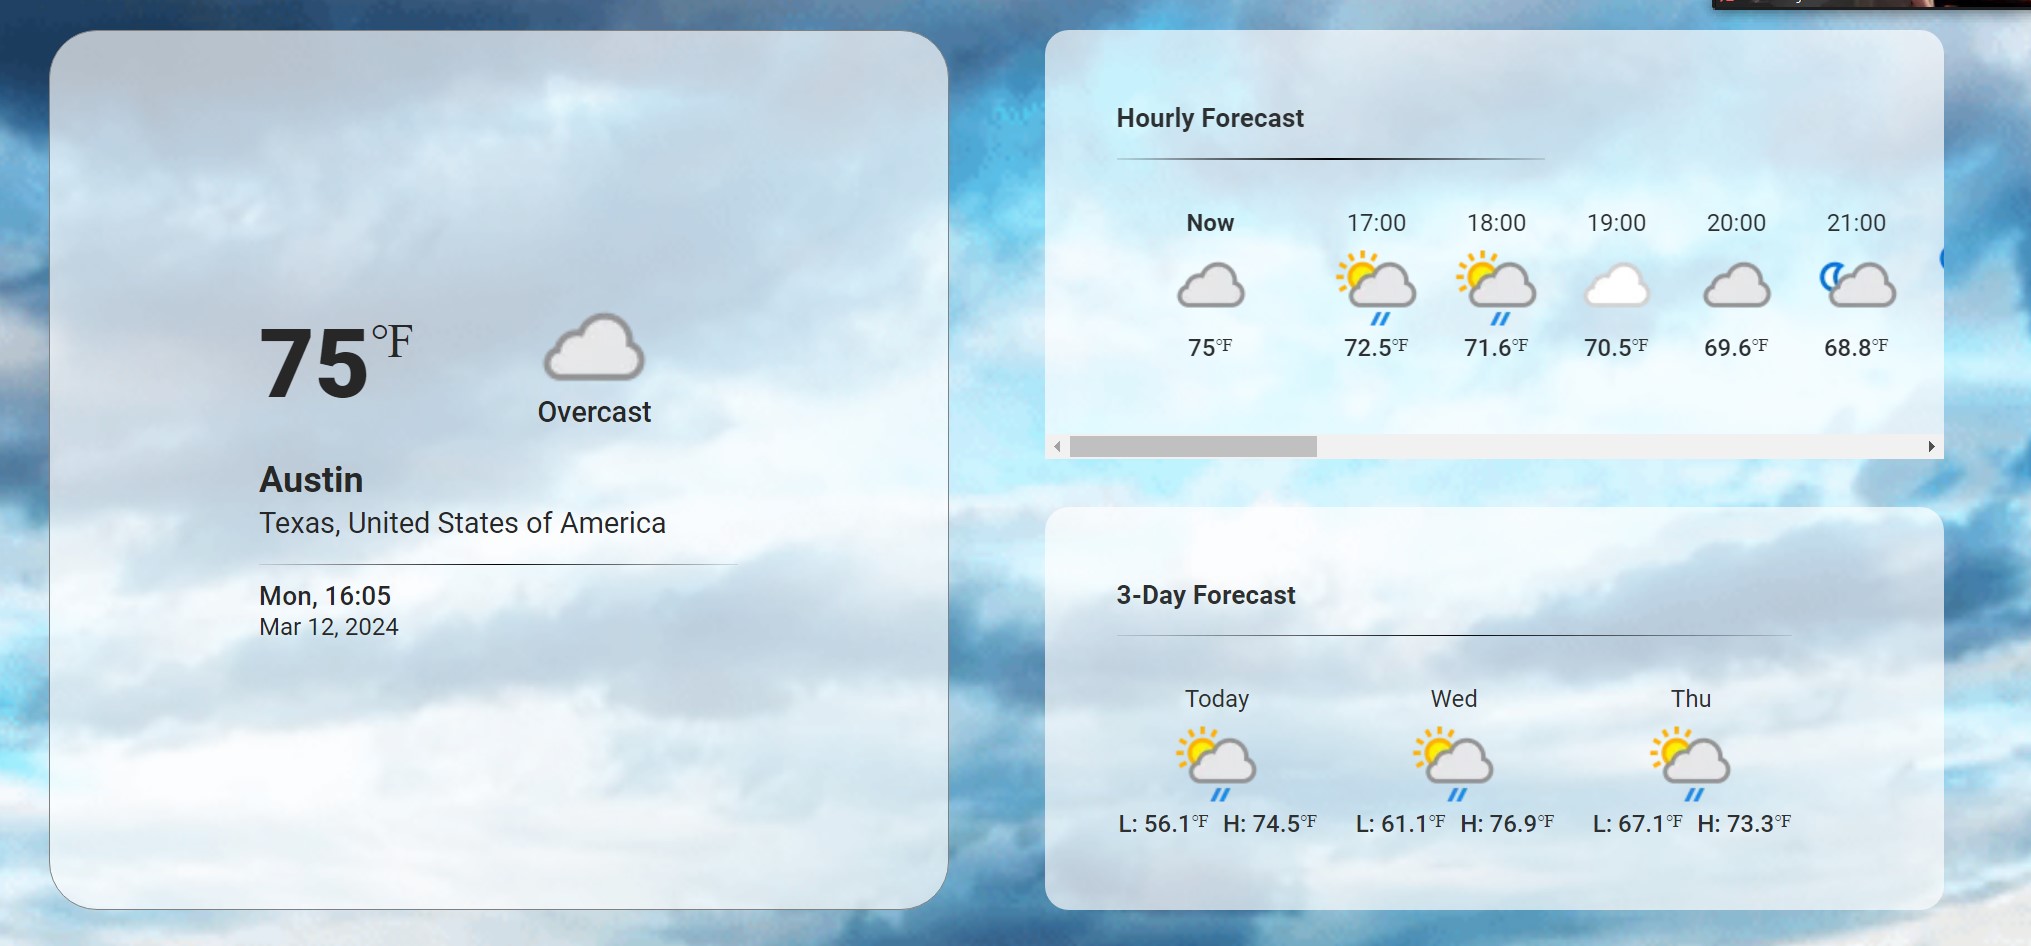 75°F
Overcast
Austin
Texas, United States of America
Mon, 16:05
Mar 12, 2024
Hourly Forecast
Now 17:00 18:00 19:00 20:00 21:00
75°F 72.5°F 71.6°F 70.5°F 69.6°F 68.8°F
3-Day Forecast
Today Wed Thu
L: 56.1°F H: 74.5°F L: 61.1°F H: 76.9°F L: 67.1°F H: 73.3°F